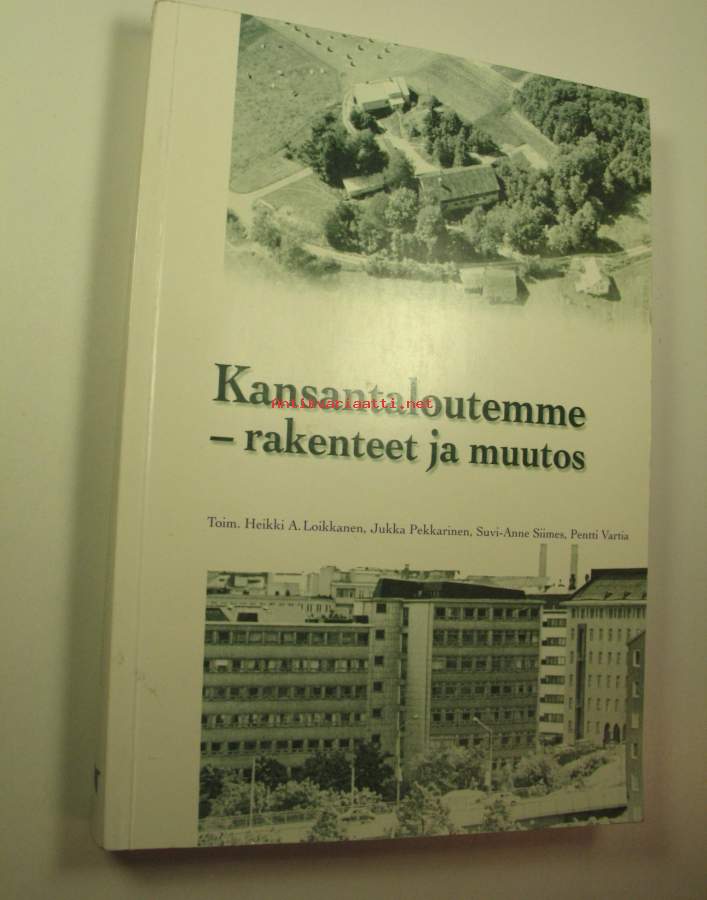 Kansantaloutemme
Antikvariaatti.net
– rakenteet ja muutos
Toim. Heikki A. Loikkanen, Jukka Pekkarinen, Suvi-Anne Siimes, Pentti Vartia